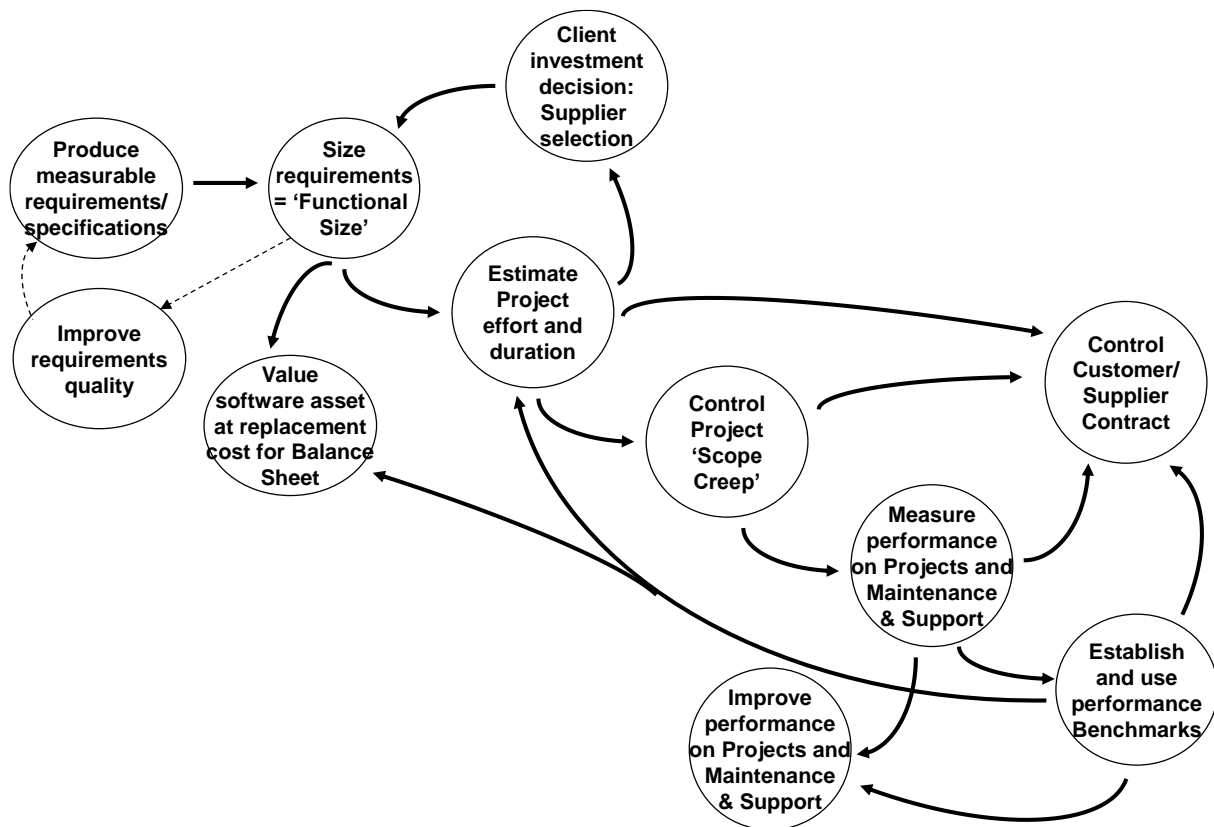 Client
investment
decision:
Supplier
selection
Produce
measurable
requirements/
specifications
Size
requirements
= ‘Functional
Size’
Estimate
Project
effort and
duration
Improve
requirements
quality
Value
software asset
at replacement
cost for Balance
Sheet
Control
Customer/
Supplier
Contract
Control
Project
‘Scope
Creep’
Measure
performance
on Projects and
Maintenance
& Support
Establish
and use
performance
Benchmarks
Improve
performance
on Projects and
Maintenance
& Support